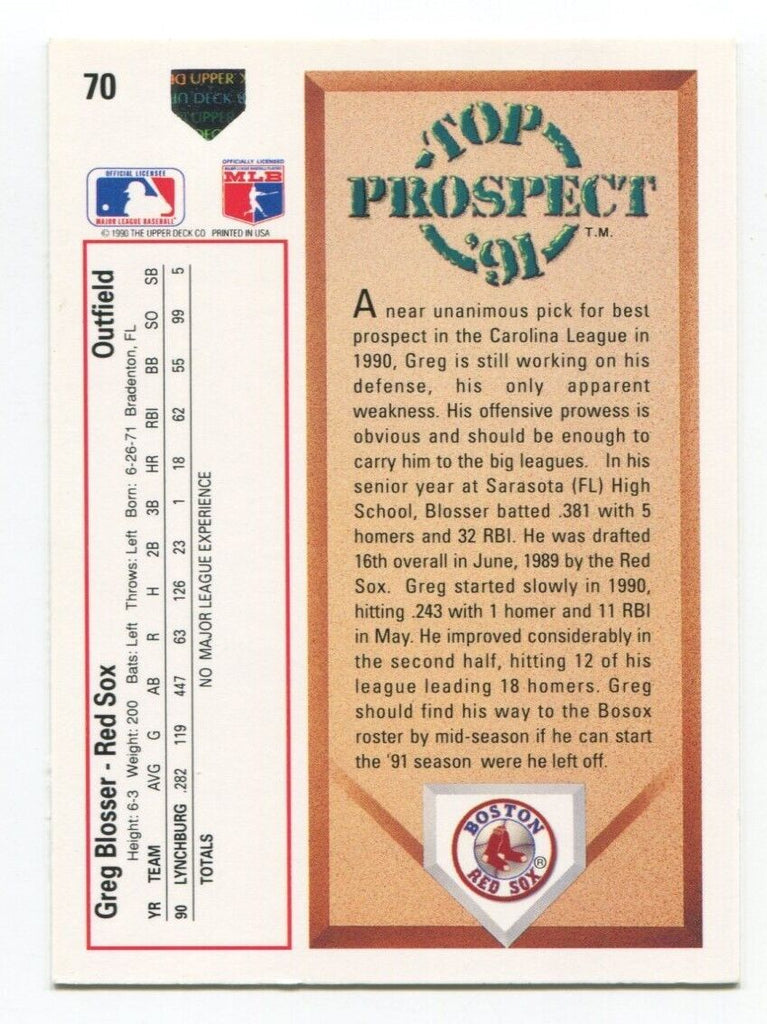 70
UPPER
DECK
UPPER
DEC
OFFICIAL LICENSEE
MAJOR LEAGUE BASEBALL
OFFICIALLY LICENSED
MAJOR LEAGUE BASEBALL PLAYERS
MLB
© 1990 THE UPPER DECK CO PRINTED IN USA
Greg Blosser - Red Sox Outfield
Height: 6-3 Weight: 200 Bats: Left Throws: Left Born: 6-26-71 Bradenton, FL
YR TEAM AVG G AB R H 2B 3B HR RBI BB SO SB
90 LYNCHBURG .282 119 447 63 126 23 1 18 62 55 99 5
TOTALS NO MAJOR LEAGUE EXPERIENCE
TOP
PROSPECT
'91
T.M.
A near unanimous pick for best
prospect in the Carolina League in
1990, Greg is still working on his
defense, his only apparent
weakness. His offensive prowess is
obvious and should be enough to
carry him to the big leagues. In his
senior year at Sarasota (FL) High
School, Blosser batted .381 with 5
homers and 32 RBI. He was drafted
16th overall in June, 1989 by the Red
Sox. Greg started slowly in 1990,
hitting .243 with 1 homer and 11 RBI
in May. He improved considerably in
the second half, hitting 12 of his
league leading 18 homers. Greg
should find his way to the Bosox
roster by mid-season if he can start
the '91 season were he left off.
BOSTON
RED SOX
®